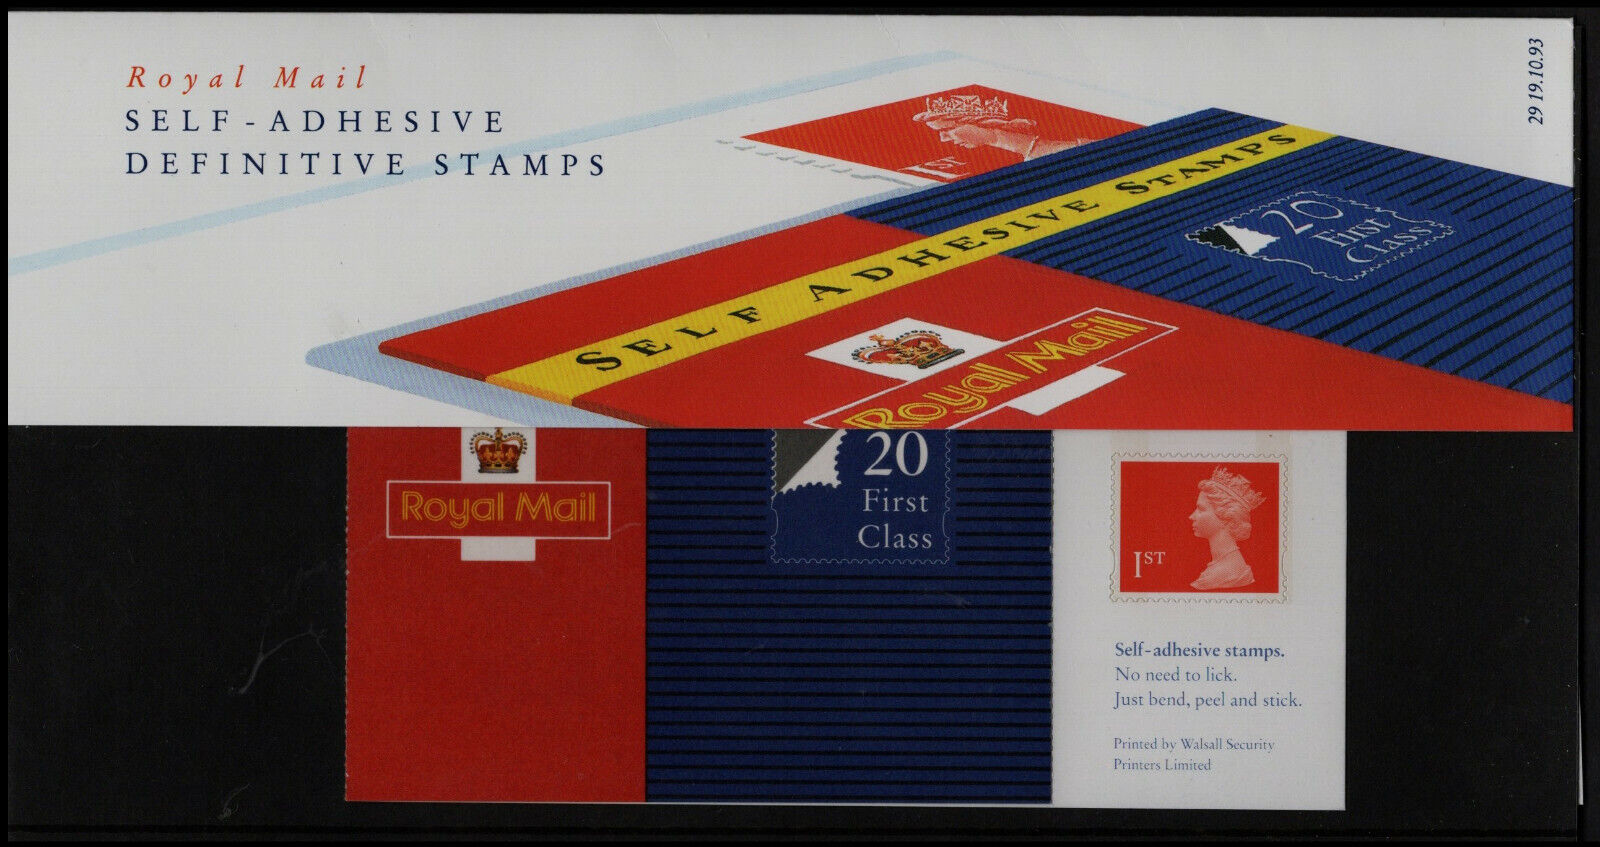 Royal Mail
SELF-ADHESIVE
DEFINITIVE STAMPS
29 19.10.93
1ST
SELF ADHESIVE STAMPS
20
First
Class
Royal Mail
Royal Mail
20
First
Class
1ST
Self-adhesive stamps.
No need to lick.
Just bend, peel and stick.
Printed by Walsall Security
Printers Limited